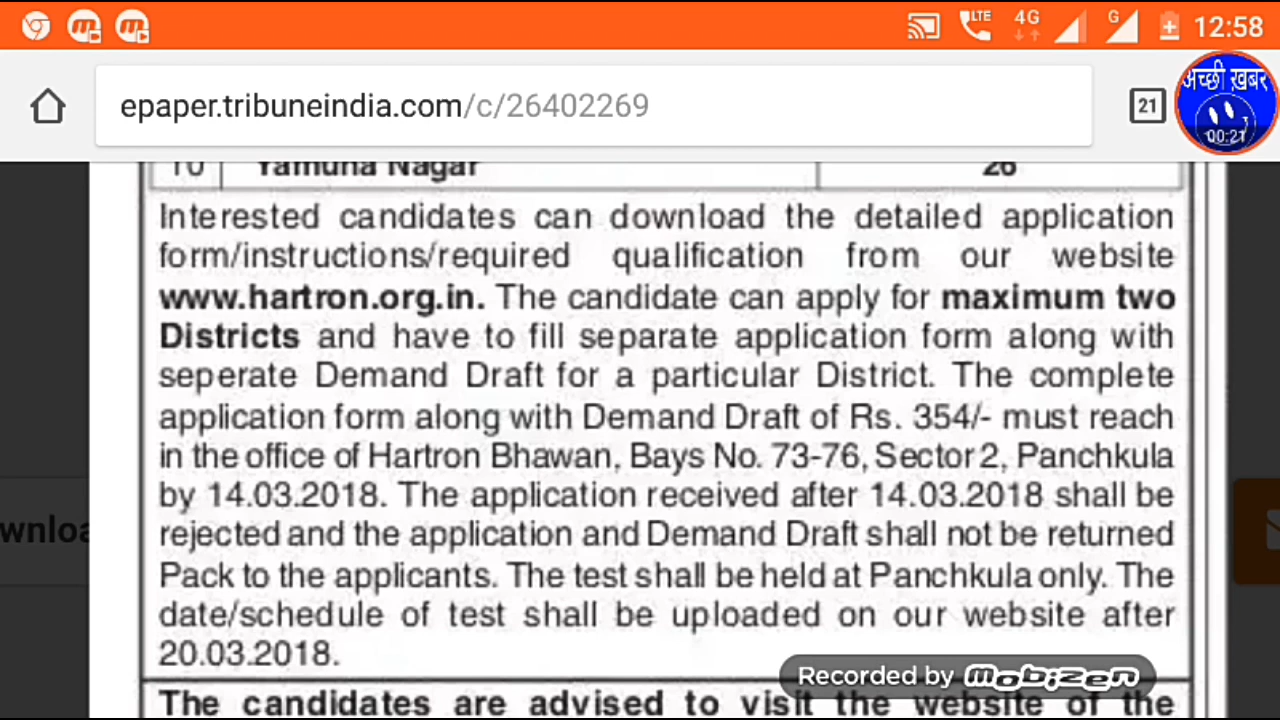 LTE 4G G 12:58
epaper.tribuneindia.com/c/26402269
21
अच्छी ख़बर
00:21
10 Yamuna Nagar 26
Interested candidates can download the detailed application
form/instructions/required qualification from our website
www.hartron.org.in. The candidate can apply for maximum two
Districts and have to fill separate application form along with
seperate Demand Draft for a particular District. The complete
application form along with Demand Draft of Rs. 354/- must reach
in the office of Hartron Bhawan, Bays No. 73-76, Sector 2, Panchkula
by 14.03.2018. The application received after 14.03.2018 shall be
rejected and the application and Demand Draft shall not be returned
Pack to the applicants. The test shall be held at Panchkula only. The
date/schedule of test shall be uploaded on our website after
20.03.2018.
wnloa
Recorded by mobizen
The candidates are advised to visit the website of the